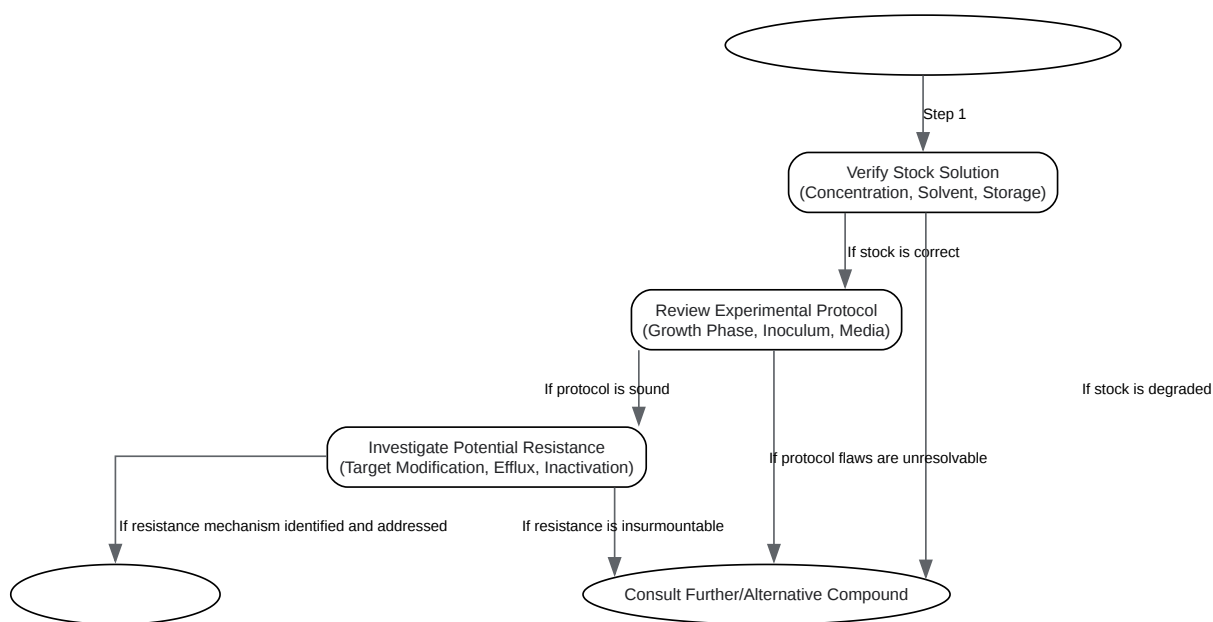 Step 1
Verify Stock Solution
(Concentration, Solvent, Storage)
If stock is correct
Review Experimental Protocol
(Growth Phase, Inoculum, Media)
If protocol is sound
If stock is degraded
Investigate Potential Resistance
(Target Modification, Efflux, Inactivation)
If protocol flaws are unresolvable
If resistance mechanism identified and addressed
If resistance is insurmountable
Consult Further/Alternative Compound